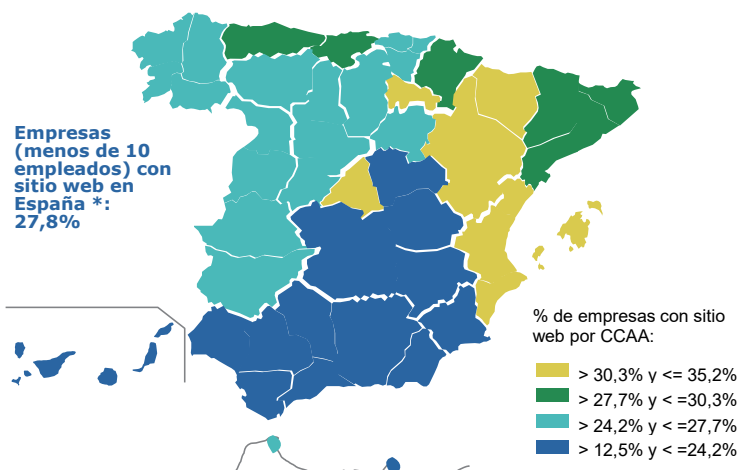 Empresas
(menos de 10
empleados) con
sitio web en
España *:
27,8%
% de empresas con sitio
web por CCAA:
> 30,3% y <= 35,2%
> 27,7% y <=30,3%
> 24,2% y <=27,7%
> 12,5% y <=24,2%